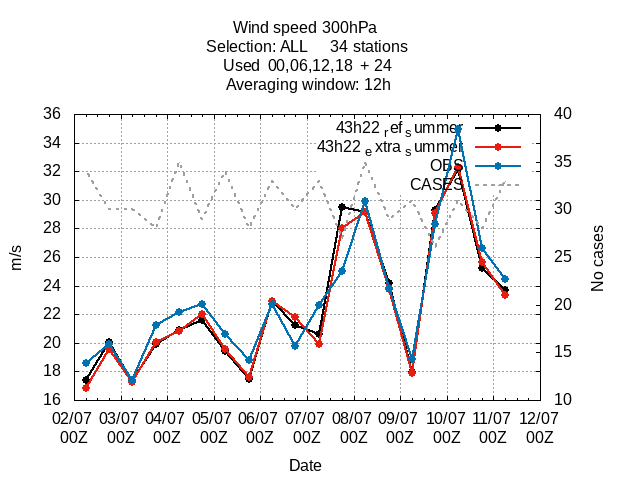 Wind speed 300hPa
Selection: ALL 34 stations
Used 00,06,12,18 + 24
Averaging window: 12h
36 40
34
32 35
30 30
28
26 25
24
22 20
20
18 15
16 10
43h22 ref summer
43h22 extra summer
OBS
CASES
m/s
No cases
02/07 03/07 04/07 05/07 06/07 07/07 08/07 09/07 10/07 11/07 12/07
00Z 00Z 00Z 00Z 00Z 00Z 00Z 00Z 00Z 00Z 00Z
Date